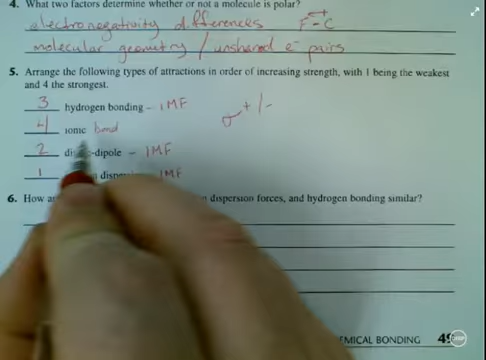 4. What two factors determine whether or not a molecule is polar?
electronegativity differences F-C
molecular geometry / unshared e⁻ pairs
5. Arrange the following types of attractions in order of increasing strength, with 1 being the weakest
and 4 the strongest.
3 hydrogen bonding - IMF
4 ionic bond
σ +/-
2 dipole-dipole - IMF
1 IMF
6. How dispersion forces, and hydrogen bonding similar?
CHEMICAL BONDING